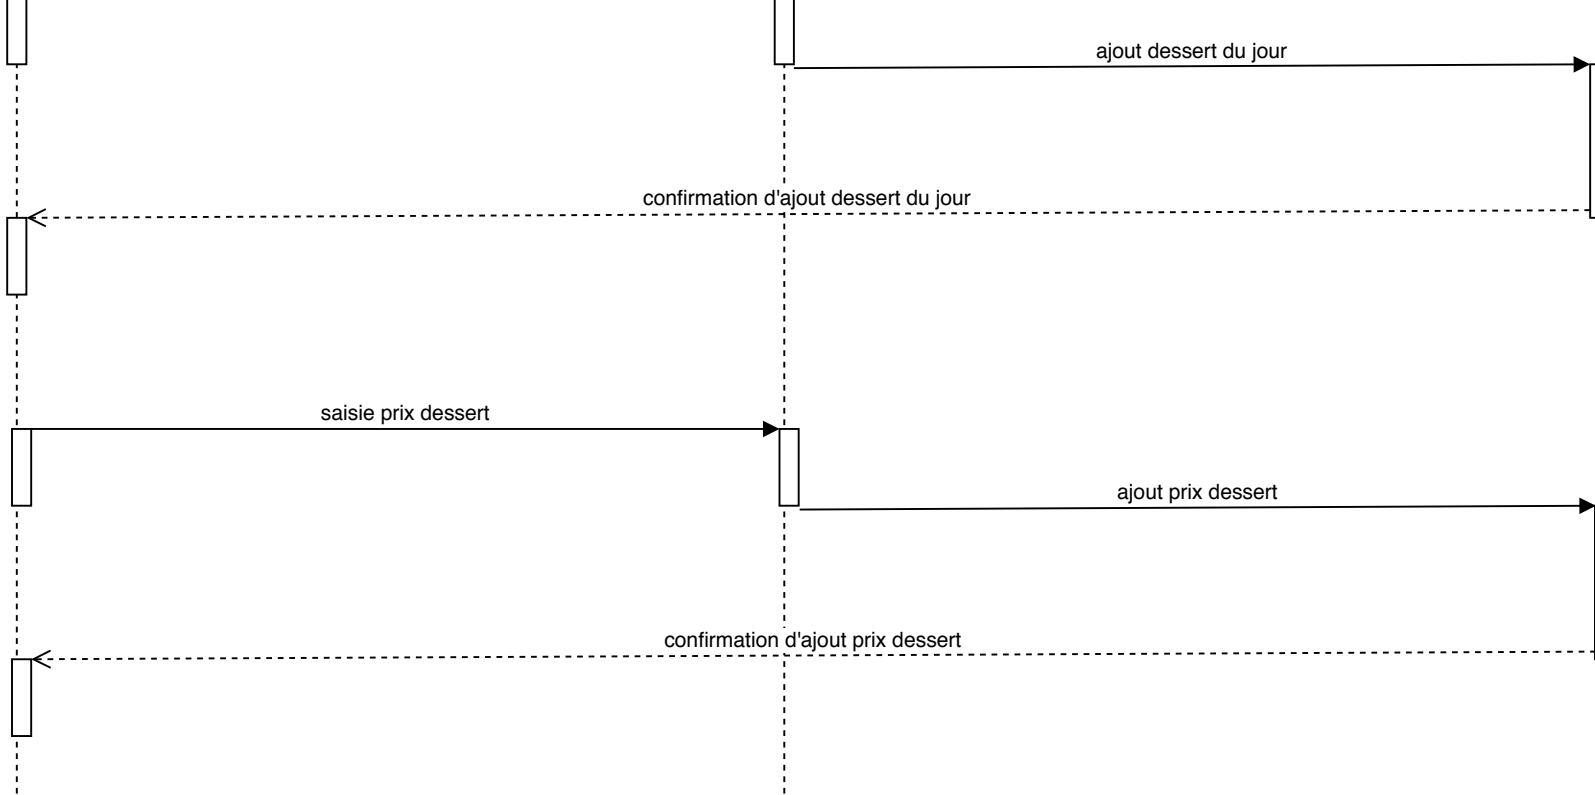 ajout dessert du jour
confirmation d'ajout dessert du jour
saisie prix dessert
ajout prix dessert
confirmation d'ajout prix dessert